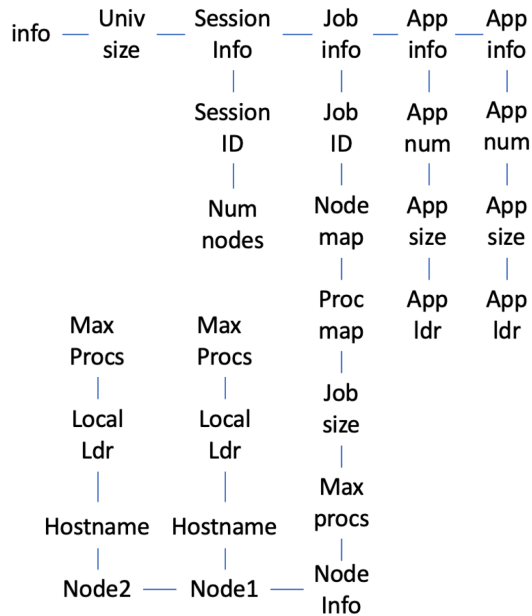 info
Univ
size
Session
Info
Job
info
App
info
App
info
Session
ID
Job
ID
App
num
App
num
Num
nodes
Node
map
App
size
App
size
Max
Procs
Max
Procs
Proc
map
App
ldr
App
ldr
Local
Ldr
Local
Ldr
Job
size
Max
procs
Hostname
Hostname
Node2
Node1
Node
Info